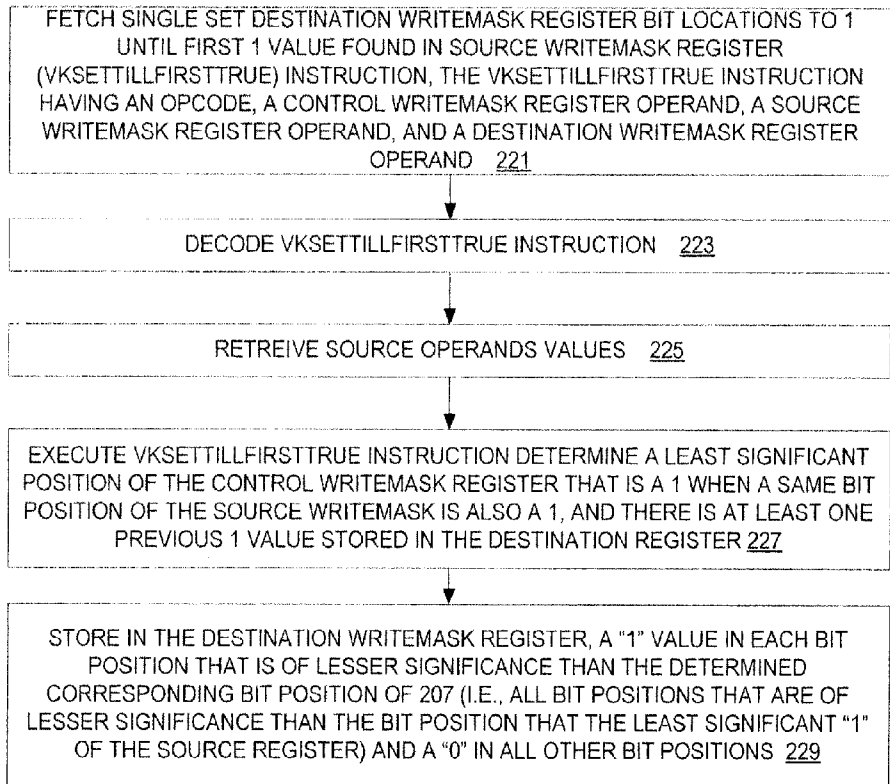 FETCH SINGLE SET DESTINATION WRITEMASK REGISTER BIT LOCATIONS TO 1
UNTIL FIRST 1 VALUE FOUND IN SOURCE WRITEMASK REGISTER
(VKSETTILLFIRSTTRUE) INSTRUCTION, THE VKSETTILLFIRSTTRUE INSTRUCTION
HAVING AN OPCODE, A CONTROL WRITEMASK REGISTER OPERAND, A SOURCE
WRITEMASK REGISTER OPERAND, AND A DESTINATION WRITEMASK REGISTER
OPERAND 221
DECODE VKSETTILLFIRSTTRUE INSTRUCTION 223
RETREIVE SOURCE OPERANDS VALUES 225
EXECUTE VKSETTILLFIRSTTRUE INSTRUCTION DETERMINE A LEAST SIGNIFICANT
POSITION OF THE CONTROL WRITEMASK REGISTER THAT IS A 1 WHEN A SAME BIT
POSITION OF THE SOURCE WRITEMASK IS ALSO A 1, AND THERE IS AT LEAST ONE
PREVIOUS 1 VALUE STORED IN THE DESTINATION REGISTER 227
STORE IN THE DESTINATION WRITEMASK REGISTER, A "1" VALUE IN EACH BIT
POSITION THAT IS OF LESSER SIGNIFICANCE THAN THE DETERMINED
CORRESPONDING BIT POSITION OF 207 (I.E., ALL BIT POSITIONS THAT ARE OF
LESSER SIGNIFICANCE THAN THE BIT POSITION THAT THE LEAST SIGNIFICANT "1"
OF THE SOURCE REGISTER) AND A "0" IN ALL OTHER BIT POSITIONS 229